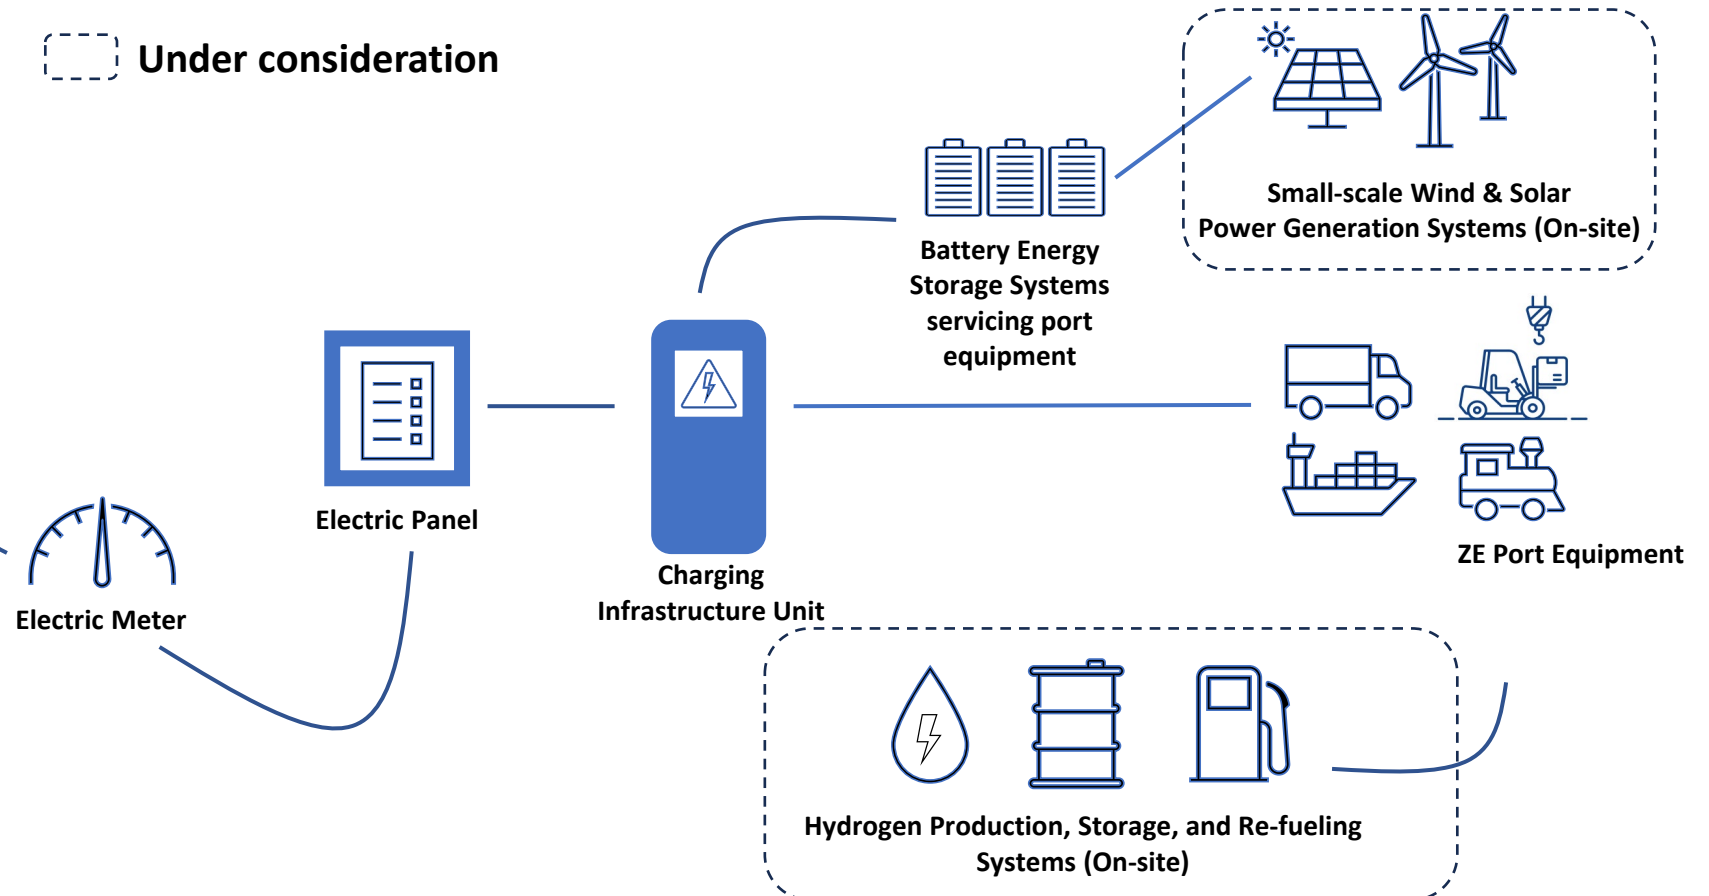 Under consideration
Small-scale Wind & Solar
Power Generation Systems (On-site)
Battery Energy
Storage Systems
servicing port
equipment
Electric Panel
ZE Port Equipment
Charging
Infrastructure Unit
Electric Meter
Hydrogen Production, Storage, and Re-fueling
Systems (On-site)